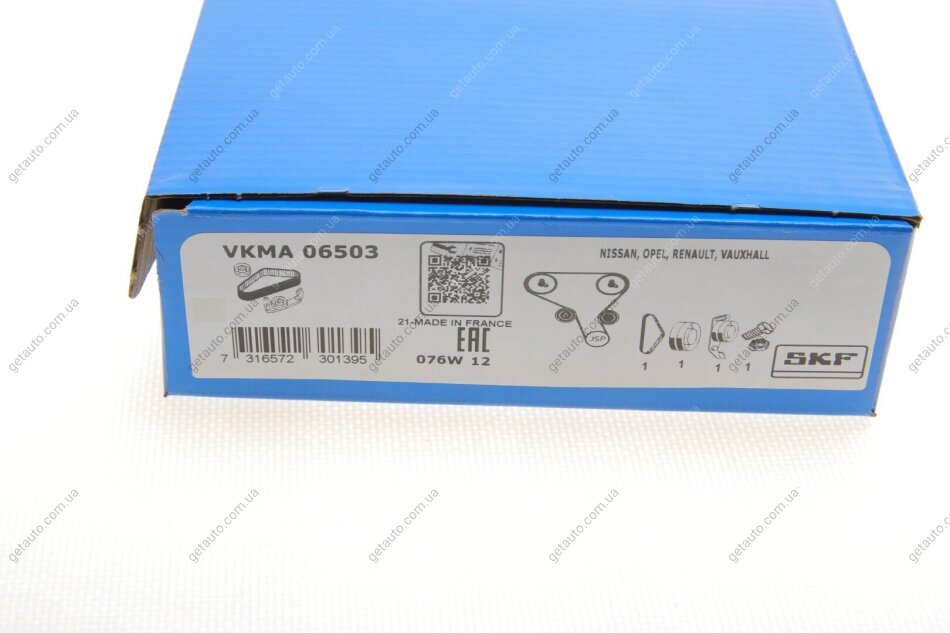 VKMA 06503
NISSAN, OPEL, RENAULT, VAUXHALL
21-MADE IN FRANCE
JSP
7 316572 301395
EAC
076W 12
1 1 1 1
SKF
getauto.com.ua